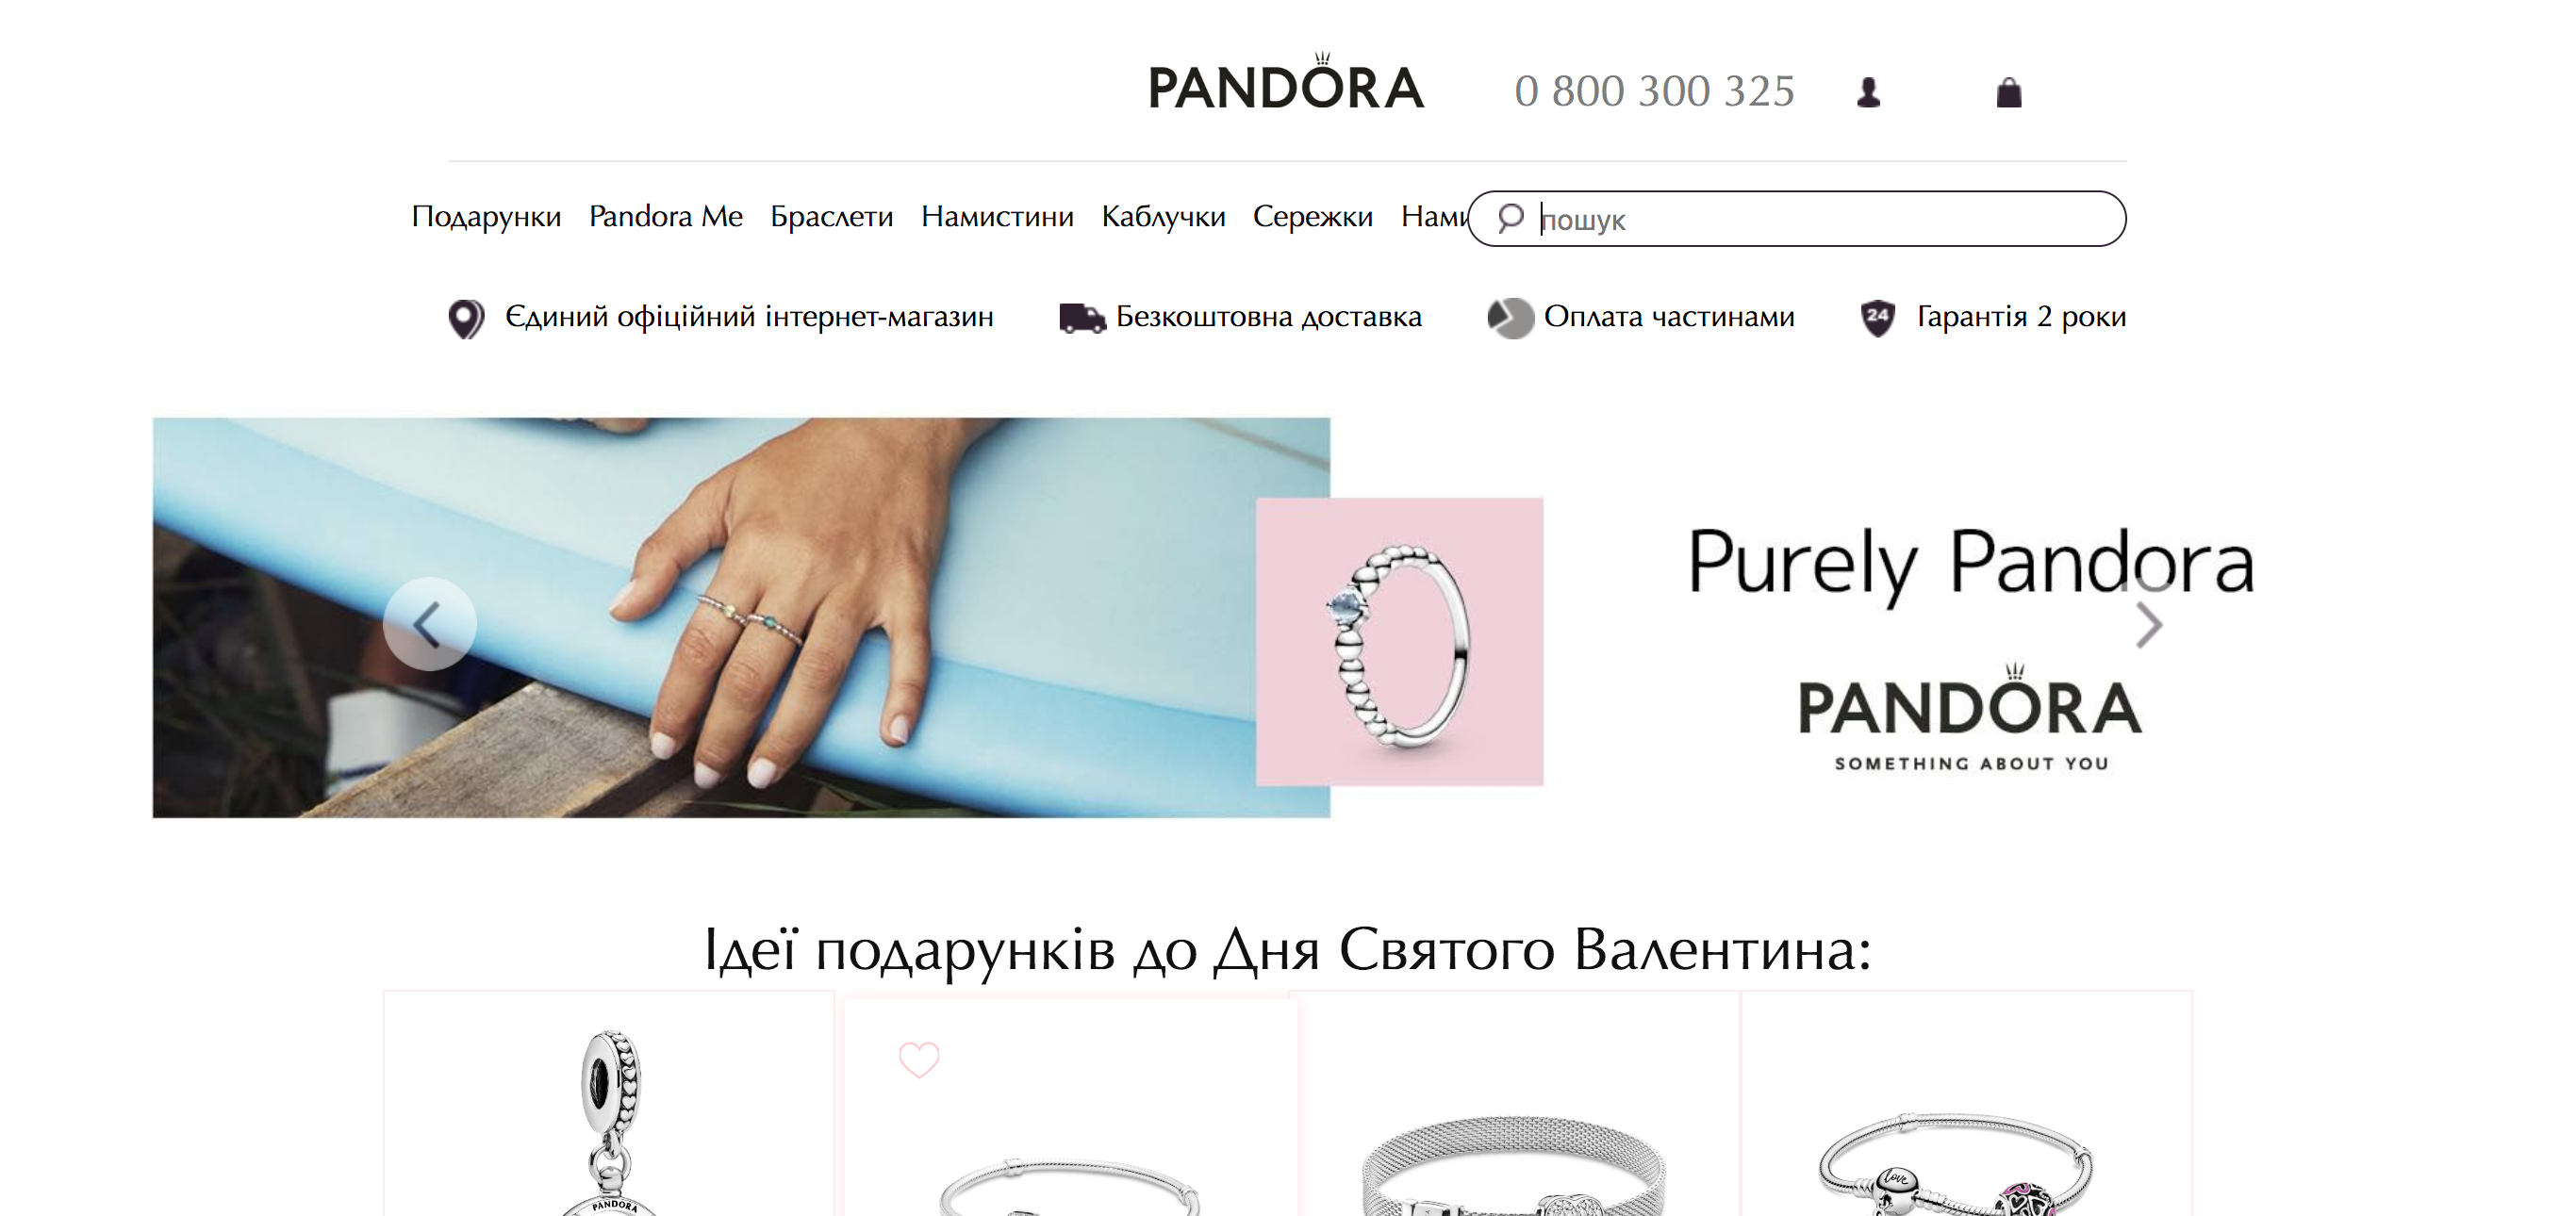 PANDORA
0 800 300 325
Подарунки Pandora Me Браслети Намистини Каблучки Сережки Нами
пошук
Єдиний офіційний інтернет-магазин Безкоштовна доставка Оплата частинами 24 Гарантія 2 роки
Purely Pandora
PANDORA
SOMETHING ABOUT YOU
Ідеї подарунків до Дня Святого Валентина:
PANDORA
love